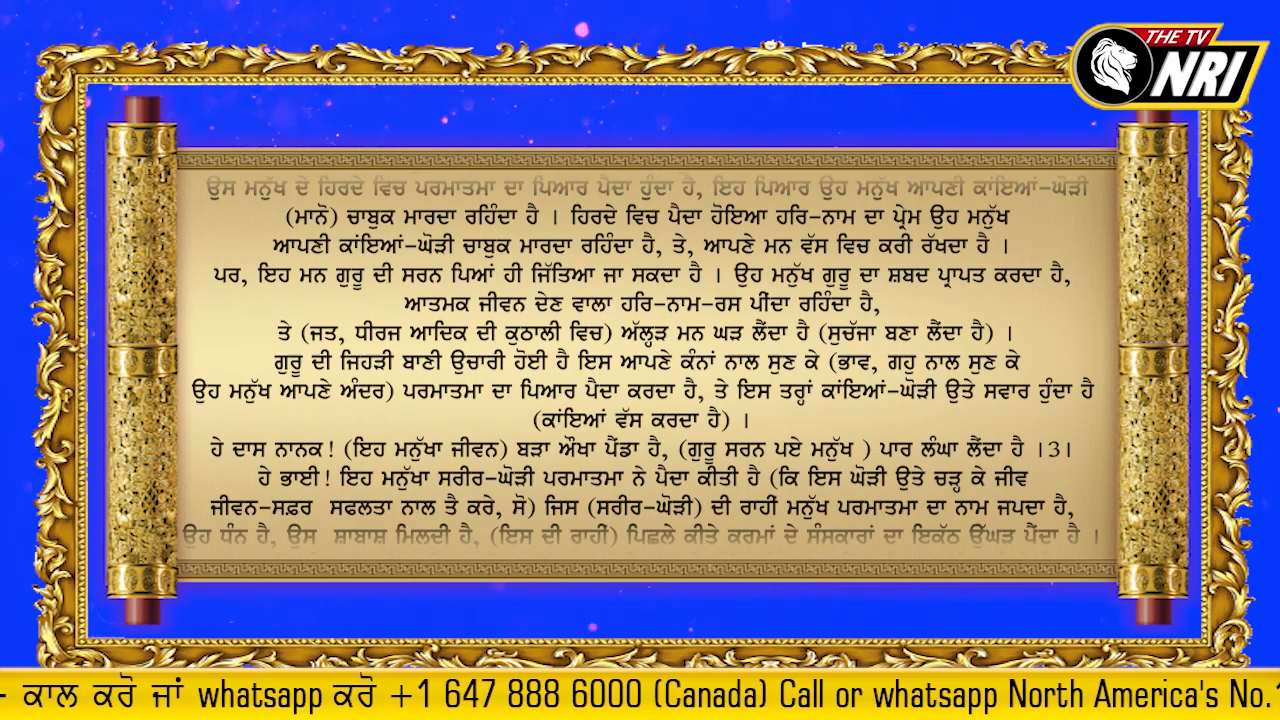 THE TV
NRI
ਉਸ ਮਨੁੱਖ ਦੇ ਹਿਰਦੇ ਵਿਚ ਪਰਮਾਤਮਾ ਦਾ ਪਿਆਰ ਪੈਦਾ ਹੁੰਦਾ ਹੈ, ਇਹ ਪਿਆਰ ਉਹ ਮਨੁੱਖ ਆਪਣੀ ਕਾਂਇਆਂ-ਘੋੜੀ
(ਮਾਨੋ) ਚਾਬੁਕ ਮਾਰਦਾ ਰਹਿੰਦਾ ਹੈ । ਹਿਰਦੇ ਵਿਚ ਪੈਦਾ ਹੋਇਆ ਹਰਿ-ਨਾਮ ਦਾ ਪ੍ਰੇਮ ਉਹ ਮਨੁੱਖ
ਆਪਣੀ ਕਾਂਇਆਂ-ਘੋੜੀ ਚਾਬੁਕ ਮਾਰਦਾ ਰਹਿੰਦਾ ਹੈ, ਤੇ, ਆਪਣੇ ਮਨ ਵੱਸ ਵਿਚ ਕਰੀ ਰੱਖਦਾ ਹੈ ।
ਪਰ, ਇਹ ਮਨ ਗੁਰੂ ਦੀ ਸਰਨ ਪਿਆਂ ਹੀ ਜਿੱਤਿਆ ਜਾ ਸਕਦਾ ਹੈ । ਉਹ ਮਨੁੱਖ ਗੁਰੂ ਦਾ ਸ਼ਬਦ ਪ੍ਰਾਪਤ ਕਰਦਾ ਹੈ,
ਆਤਮਕ ਜੀਵਨ ਦੇਣ ਵਾਲਾ ਹਰਿ-ਨਾਮ-ਰਸ ਪੀਂਦਾ ਰਹਿੰਦਾ ਹੈ,
ਤੇ (ਜਤ, ਧੀਰਜ ਆਦਿਕ ਦੀ ਕੁਠਾਲੀ ਵਿਚ) ਅੱਲ੍ਹੜ ਮਨ ਘੜ ਲੈਂਦਾ ਹੈ (ਸੁਚੱਜਾ ਬਣਾ ਲੈਂਦਾ ਹੈ) ।
ਗੁਰੂ ਦੀ ਜਿਹੜੀ ਬਾਣੀ ਉਚਾਰੀ ਹੋਈ ਹੈ ਇਸ ਆਪਣੇ ਕੰਨਾਂ ਨਾਲ ਸੁਣ ਕੇ (ਭਾਵ, ਗਹੁ ਨਾਲ ਸੁਣ ਕੇ
ਉਹ ਮਨੁੱਖ ਆਪਣੇ ਅੰਦਰ) ਪਰਮਾਤਮਾ ਦਾ ਪਿਆਰ ਪੈਦਾ ਕਰਦਾ ਹੈ, ਤੇ ਇਸ ਤਰ੍ਹਾਂ ਕਾਂਇਆਂ-ਘੋੜੀ ਉਤੇ ਸਵਾਰ ਹੁੰਦਾ ਹੈ
(ਕਾਂਇਆਂ ਵੱਸ ਕਰਦਾ ਹੈ) ।
ਹੇ ਦਾਸ ਨਾਨਕ! (ਇਹ ਮਨੁੱਖਾ ਜੀਵਨ) ਬੜਾ ਔਖਾ ਪੈਂਡਾ ਹੈ, (ਗੁਰੂ ਸਰਨ ਪਏ ਮਨੁੱਖ ) ਪਾਰ ਲੰਘਾ ਲੈਂਦਾ ਹੈ ।3।
ਹੇ ਭਾਈ! ਇਹ ਮਨੁੱਖਾ ਸਰੀਰ-ਘੋੜੀ ਪਰਮਾਤਮਾ ਨੇ ਪੈਦਾ ਕੀਤੀ ਹੈ (ਕਿ ਇਸ ਘੋੜੀ ਉਤੇ ਚੜ੍ਹ ਕੇ ਜੀਵ
ਜੀਵਨ-ਸਫ਼ਰ ਸਫਲਤਾ ਨਾਲ ਤੈ ਕਰੇ, ਸੋ) ਜਿਸ (ਸਰੀਰ-ਘੋੜੀ) ਦੀ ਰਾਹੀਂ ਮਨੁੱਖ ਪਰਮਾਤਮਾ ਦਾ ਨਾਮ ਜਪਦਾ ਹੈ,
ਉਹ ਧੰਨ ਹੈ, ਉਸ ਸ਼ਾਬਾਸ਼ ਮਿਲਦੀ ਹੈ, (ਇਸ ਦੀ ਰਾਹੀਂ) ਪਿਛਲੇ ਕੀਤੇ ਕਰਮਾਂ ਦੇ ਸੰਸਕਾਰਾਂ ਦਾ ਇਕੱਠ ਉੱਘੜ ਪੈਂਦਾ ਹੈ ।
- ਕਾਲ ਕਰੋ ਜਾਂ whatsapp ਕਰੋ +1 647 888 6000 (Canada) Call or whatsapp North America's No.